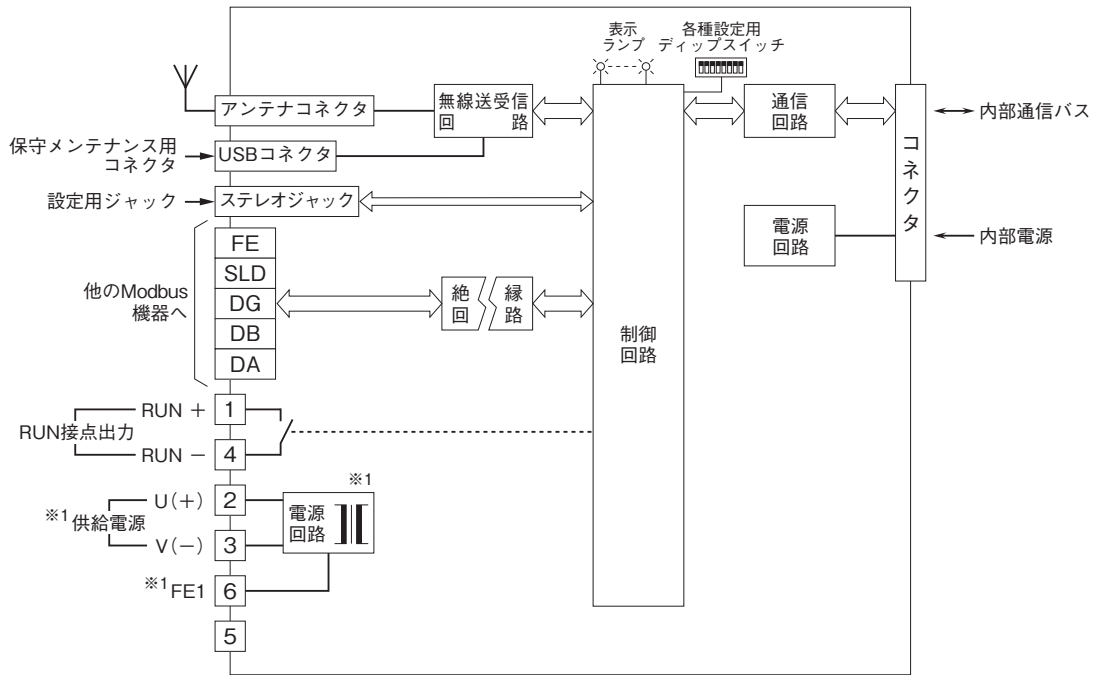 表示
ランプ
各種設定用
ディップスイッチ
アンテナコネクタ
無線送受信
回路
通信
回路
コネクタ
内部通信バス
保守メンテナンス用
コネクタ
USBコネクタ
設定用ジャック
ステレオジャック
電源
回路
内部電源
他のModbus
機器へ
FE
SLD
DG
DB
DA
絶縁
回路
制御
回路
RUN接点出力
RUN +
1
RUN −
4
※1供給電源
U(+)
2
V(−)
3
※1
電源
回路
※1FE1
6
5